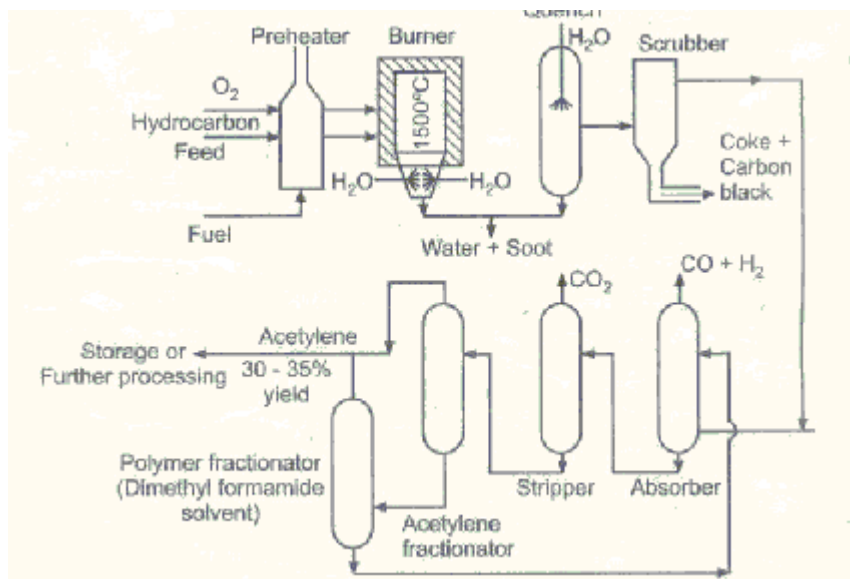 Quench
Preheater
Burner
H₂O
Scrubber
O₂
1500°C
Hydrocarbon
Feed
Coke +
Carbon
black
H₂O
H₂O
Fuel
Water + Soot
CO₂
CO + H₂
Acetylene
Storage or
Further processing
30 - 35%
yield
Polymer fractionator
(Dimethyl formamide
solvent)
Stripper
Absorber
Acetylene
fractionator